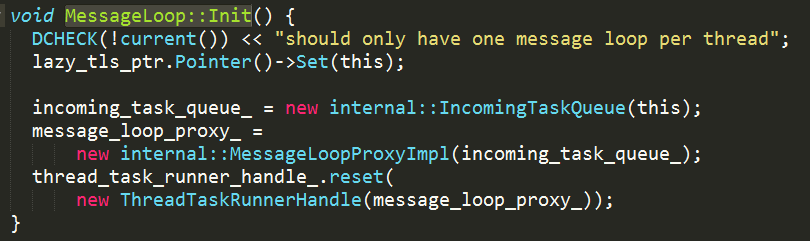 void MessageLoop::Init() {
DCHECK(!current()) << "should only have one message loop per thread";
lazy_tls_ptr.Pointer()->Set(this);
incoming_task_queue_ = new internal::IncomingTaskQueue(this);
message_loop_proxy_ =
new internal::MessageLoopProxyImpl(incoming_task_queue_);
thread_task_runner_handle_.reset(
new ThreadTaskRunnerHandle(message_loop_proxy_));
}